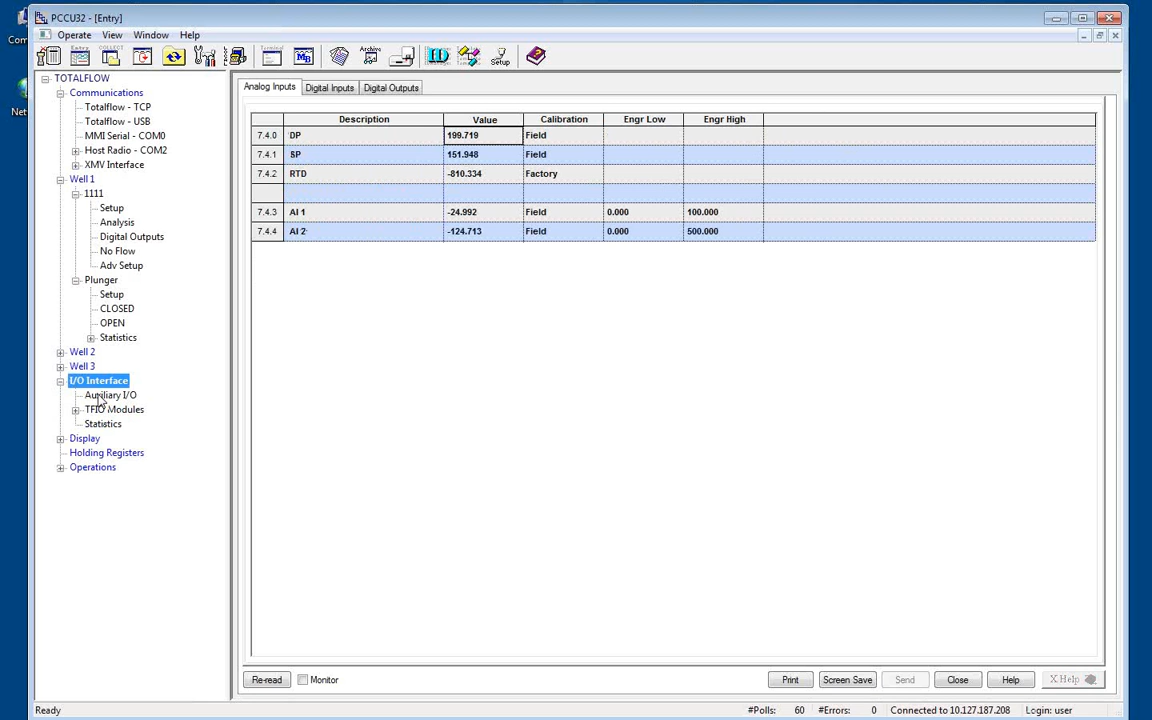 PCCU32 - [Entry]
Com
Operate View Window Help
Entry COLLECT Terminal MB Archive ID Setup
Net
TOTALFLOW
Communications
Totalflow - TCP
Totalflow - USB
MMI Serial - COM0
Host Radio - COM2
XMV Interface
Well 1
1111
Setup
Analysis
Digital Outputs
No Flow
Adv Setup
Plunger
Setup
CLOSED
OPEN
Statistics
Well 2
Well 3
I/O Interface
Auxiliary I/O
TFIO Modules
Statistics
Display
Holding Registers
Operations
Analog Inputs Digital Inputs Digital Outputs
Description Value Calibration Engr Low Engr High
7.4.0 DP 199.719 Field
7.4.1 SP 151.948 Field
7.4.2 RTD -810.334 Factory
7.4.3 AI 1 -24.992 Field 0.000 100.000
7.4.4 AI 2 -124.713 Field 0.000 500.000
Re-read Monitor Print Screen Save Send Close Help X Help
Ready #Polls: 60 #Errors: 0 Connected to 10.127.187.208 Login: user